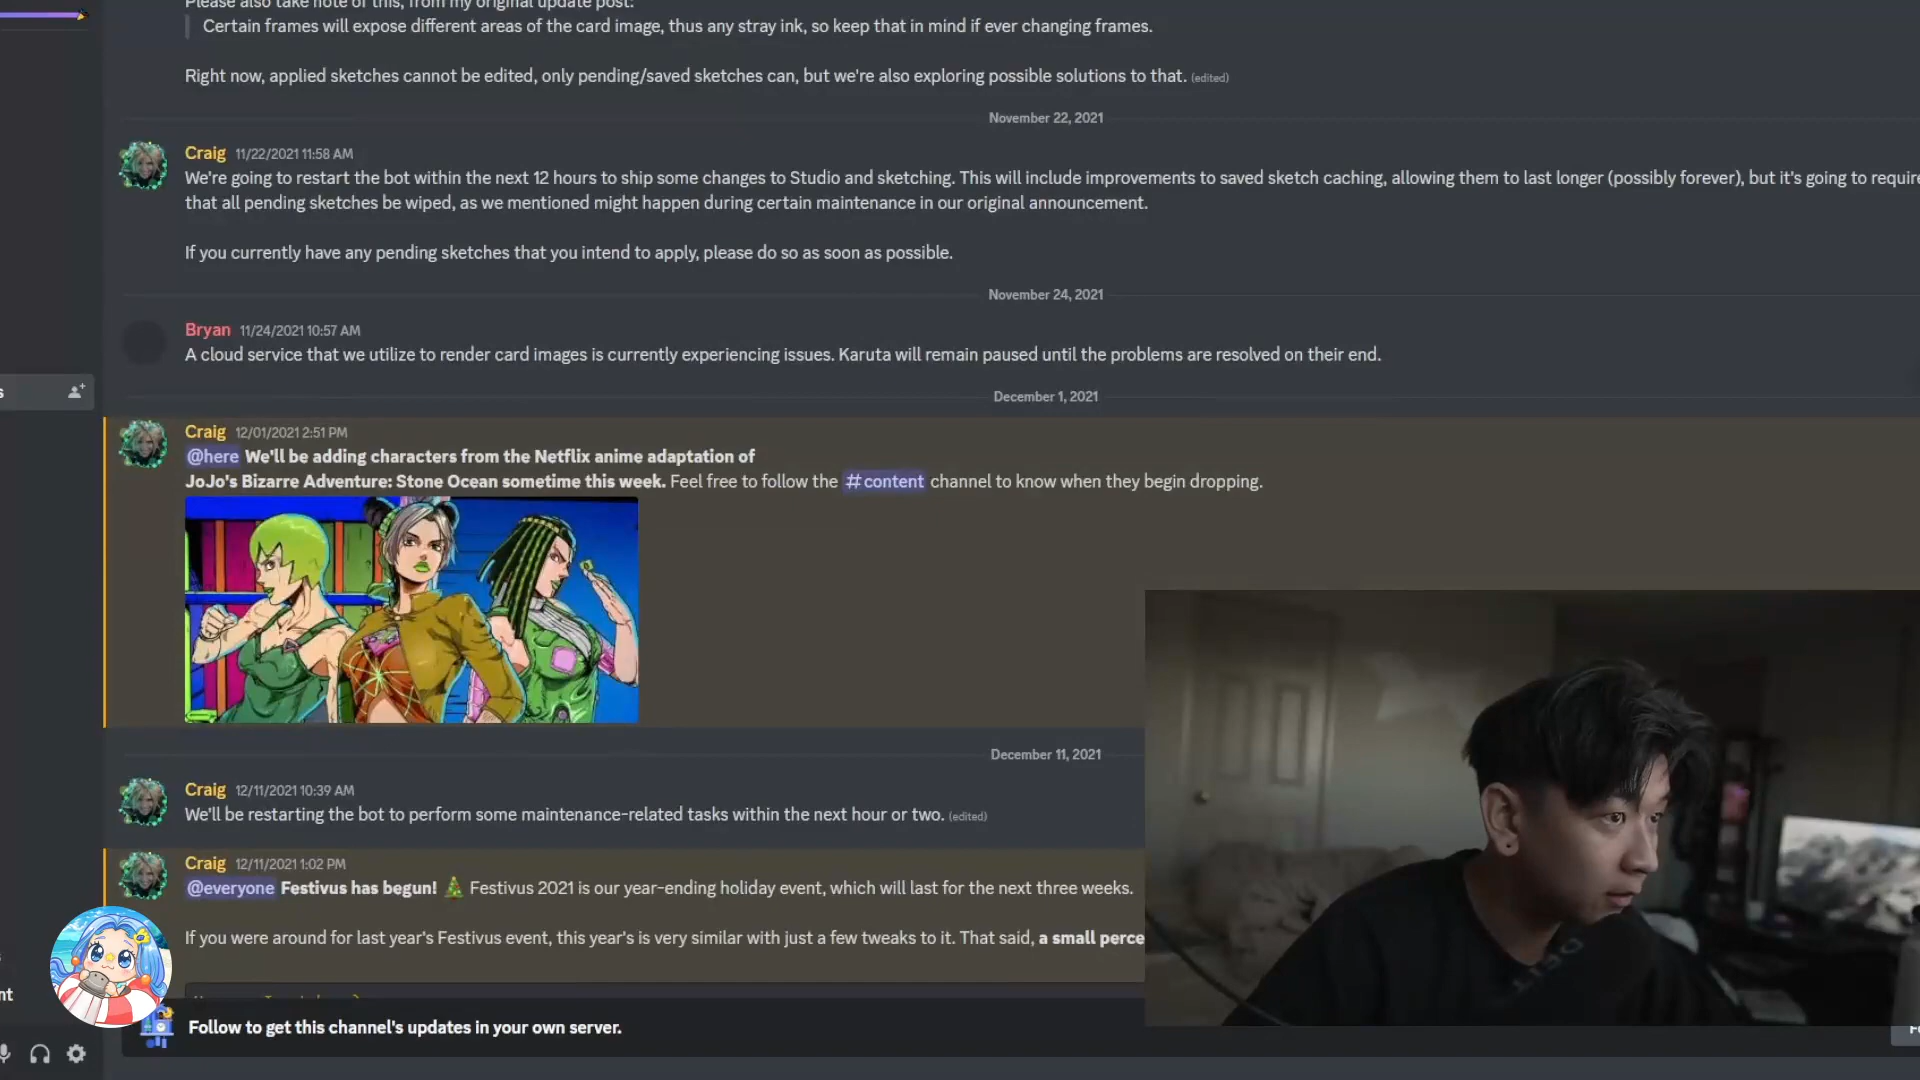 Please also take note of this, from my original update post:
Certain frames will expose different areas of the card image, thus any stray ink, so keep that in mind if ever changing frames.
Right now, applied sketches cannot be edited, only pending/saved sketches can, but we're also exploring possible solutions to that. (edited)
November 22, 2021
Craig 11/22/2021 11:58 AM
We're going to restart the bot within the next 12 hours to ship some changes to Studio and sketching. This will include improvements to saved sketch caching, allowing them to last longer (possibly forever), but it's going to require
that all pending sketches be wiped, as we mentioned might happen during certain maintenance in our original announcement.
If you currently have any pending sketches that you intend to apply, please do so as soon as possible.
November 24, 2021
Bryan 11/24/2021 10:57 AM
A cloud service that we utilize to render card images is currently experiencing issues. Karuta will remain paused until the problems are resolved on their end.
December 1, 2021
Craig 12/01/2021 2:51 PM
@here We'll be adding characters from the Netflix anime adaptation of
JoJo's Bizarre Adventure: Stone Ocean sometime this week. Feel free to follow the #content channel to know when they begin dropping.
December 11, 2021
Craig 12/11/2021 10:39 AM
We'll be restarting the bot to perform some maintenance-related tasks within the next hour or two. (edited)
Craig 12/11/2021 1:02 PM
@everyone Festivus has begun! 🎄 Festivus 2021 is our year-ending holiday event, which will last for the next three weeks.
If you were around for last year's Festivus event, this year's is very similar with just a few tweaks to it. That said, a small perce
nt
Follow to get this channel's updates in your own server.